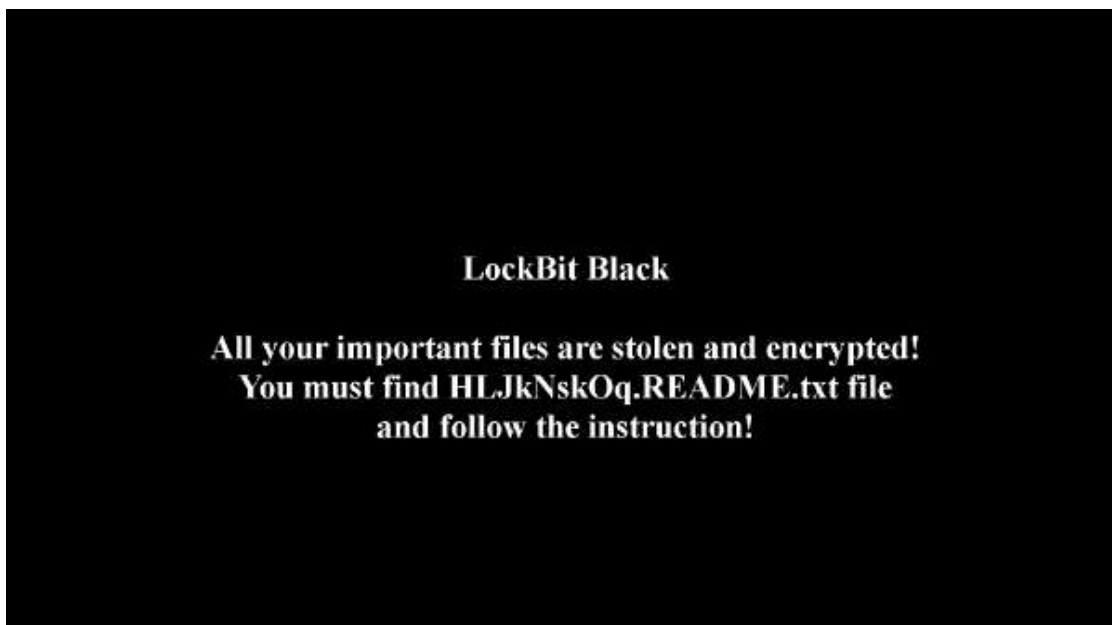 LockBit Black
All your important files are stolen and encrypted!
You must find HLJkNskOq.README.txt file
and follow the instruction!